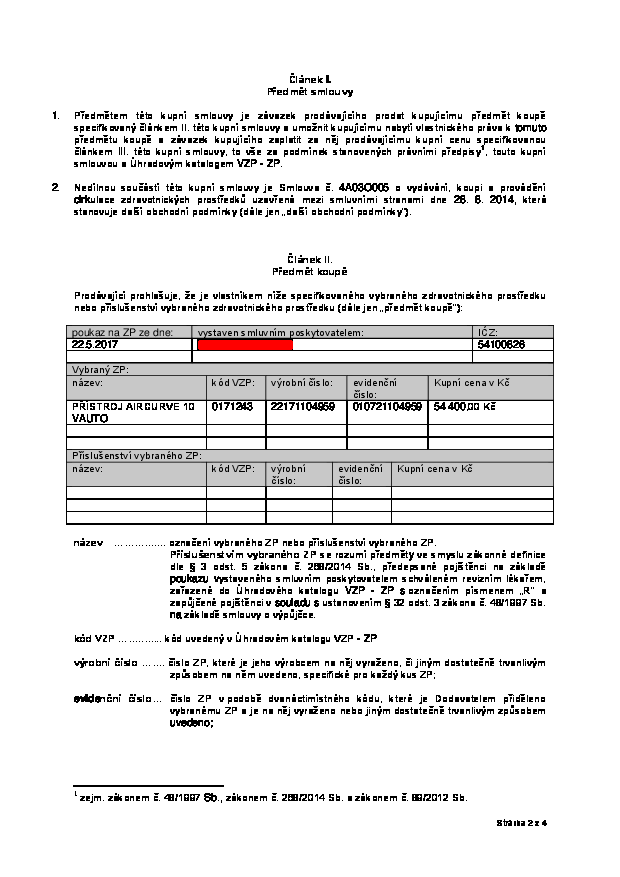 Článek I.
Předmět smlouvy
1. Předmětem této kupní smlouvy je závazek prodávajícího prodat kupujícímu předmět koupě
specifikovaný článkem II. této kupní smlouvy a umožnit kupujícímu nabytí vlastnického práva k tomuto
předmětu koupě a závazek kupujícího zaplatit za něj prodávajícímu kupní cenu specifikovanou
článkem III. této kupní smlouvy, to vše za podmínek stanovených právními předpisy1, touto kupní
smlouvou a Úhradovým katalogem VZP - ZP.
2. Nedílnou součástí této kupní smlouvy je Smlouva č. 4A03O005 o vydávání, koupi a provádění
cirkulace zdravotnických prostředků uzavřená mezi smluvními stranami dne 26. 6. 2014, která
stanovuje další obchodní podmínky (dále jen „další obchodní podmínky").
Článek II.
Předmět koupě
Prodávající prohlašuje, že je vlastníkem níže specifikovaného vybraného zdravotnického prostředku
nebo příslušenství vybraného zdravotnického prostředku (dále jen „předmět koupě"):
poukaz na ZP ze dne: vystaven smluvním poskytovatelem: IČZ:
22.5.2017 54100626
Vybraný ZP:
název: kód VZP: výrobní číslo: evidenční číslo: Kupní cena v Kč
PŘÍSTROJ AIRCURVE 10 0171243 22171104959 010721104959 54 400,00 Kč
VAUTO
Příslušenství vybraného ZP:
název: kód VZP: výrobní číslo: evidenční číslo: Kupní cena v Kč
název ................ označení vybraného ZP nebo příslušenství vybraného ZP.
Příslušenstvím vybraného ZP se rozumí předměty ve smyslu zákonné definice
dle § 3 odst. 5 zákona č. 268/2014 Sb., předepsané pojištěnci na základě
poukazu vystaveného smluvním poskytovatelem schváleném revizním lékařem,
zařazené do Úhradového katalogu VZP - ZP s označením písmenem „R" a
zapůjčené pojištěnci v souladu s ustanovením § 32 odst. 3 zákona č. 48/1997 Sb.
na základě smlouvy o výpůjčce.
kód VZP ............. kód uvedený v Úhradovém katalogu VZP - ZP
výrobní číslo ....... číslo ZP, které je jeho výrobcem na něj vyraženo, či jiným dostatečně trvanlivým
způsobem na něm uvedeno, specifické pro každý kus ZP;
evidenční číslo.... číslo ZP v podobě dvanáctimístného kódu, které je Dodavatelem přiděleno
vybranému ZP a je na něj vyraženo nebo jiným dostatečně trvanlivým způsobem
uvedeno;
1 zejm. zákonem č. 48/1997 Sb., zákonem č. 268/2014 Sb. a zákonem č. 89/2012 Sb.
Stránka 2 z 4